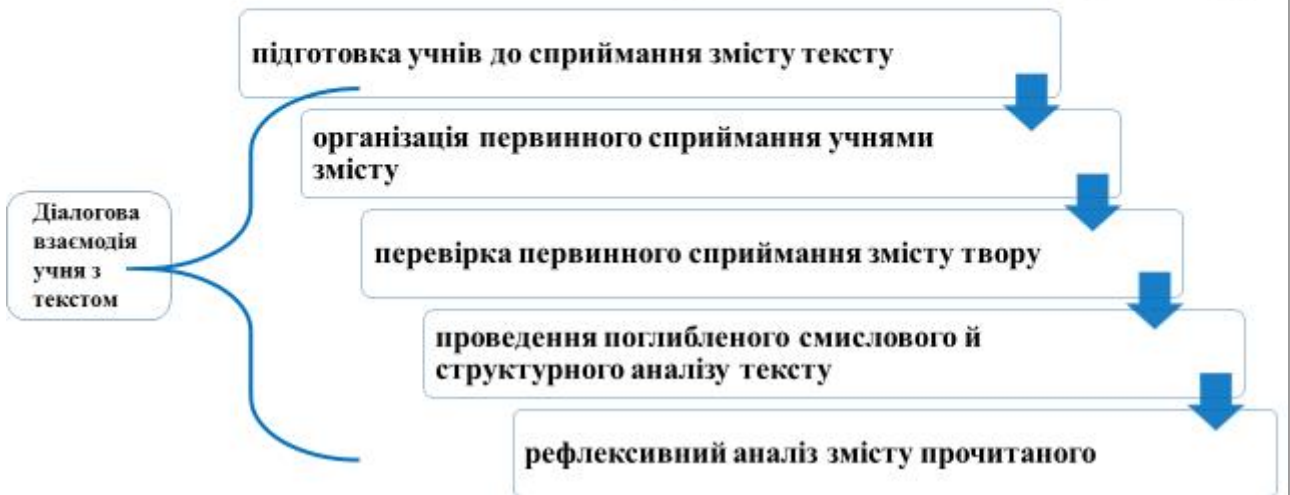 підготовка учнів до сприймання змісту тексту
організація первинного сприймання учнями
змісту
Діалогова
взаємодія
учня з
текстом
перевірка первинного сприймання змісту твору
проведення поглибленого смислового й
структурного аналізу тексту
рефлексивний аналіз змісту прочитаного